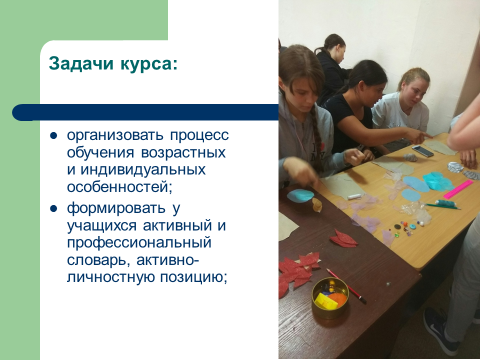 Задачи курса:
организовать процесс
обучения возрастных
и индивидуальных
особенностей;
формировать у
учащихся активный и
профессиональный
словарь, активно-
личностную позицию;